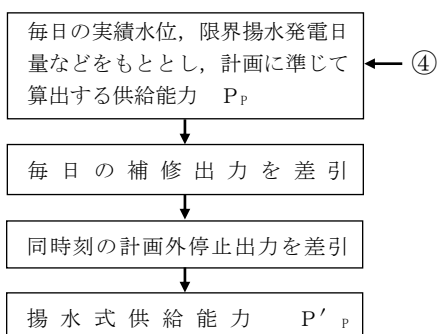 毎日の実績水位，限界揚水発電日
量などをもととし，計画に準じて
算出する供給能力　Pₚ
④
毎日の補修出力を差引
同時刻の計画外停止出力を差引
揚水式供給能力　P′ₚ